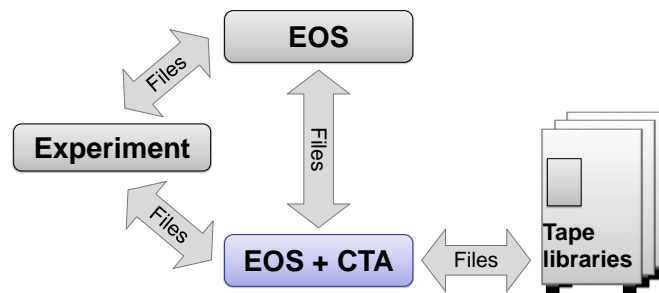 EOS
Files
Experiment
Files
Files
EOS + CTA
Files
Tape
libraries